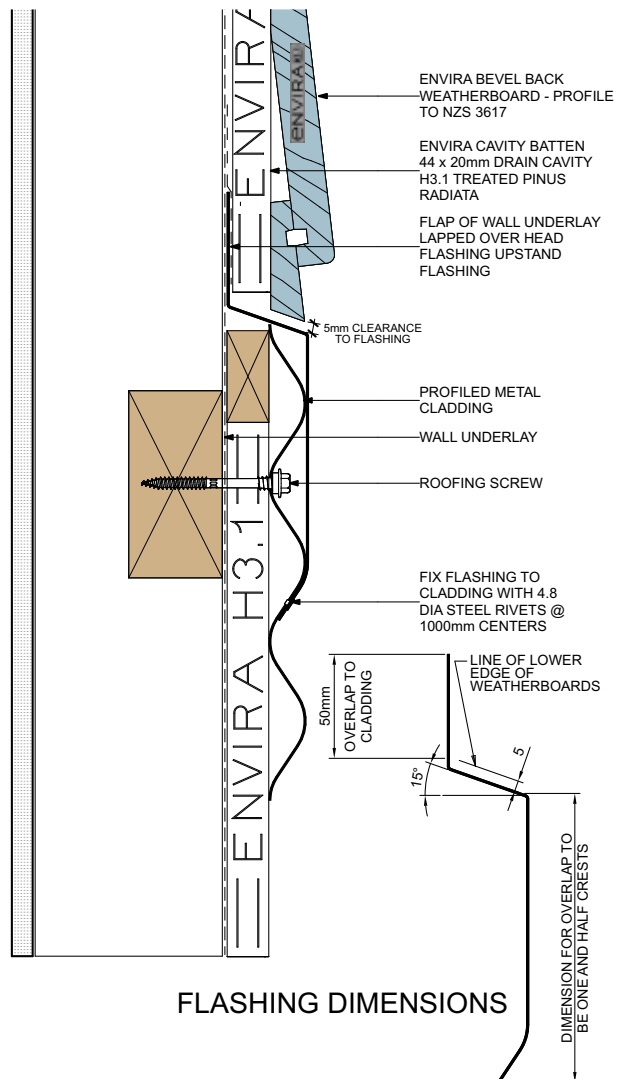 ENVIRA
ENVIRA
ENVIRA BEVEL BACK
WEATHERBOARD - PROFILE
TO NZS 3617
ENVIRA CAVITY BATTEN
44 x 20mm DRAIN CAVITY
H3.1 TREATED PINUS
RADIATA
FLAP OF WALL UNDERLAY
LAPPED OVER HEAD
FLASHING UPSTAND
FLASHING
5mm CLEARANCE
TO FLASHING
PROFILED METAL
CLADDING
WALL UNDERLAY
ROOFING SCREW
ENVIRA H3.1
FIX FLASHING TO
CLADDING WITH 4.8
DIA STEEL RIVETS @
1000mm CENTERS
LINE OF LOWER
EDGE OF
WEATHERBOARDS
50mm
OVERLAP TO
CLADDING
15°
5
DIMENSION FOR OVERLAP TO
BE ONE AND HALF CRESTS
FLASHING DIMENSIONS